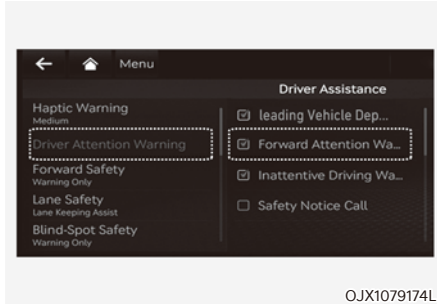 Menu
Driver Assistance
Haptic Warning
Medium
Driver Attention Warning
Forward Safety
Warning Only
Lane Safety
Lane Keeping Assist
Blind-Spot Safety
Warning Only
leading Vehicle Dep...
Forward Attention Wa...
Inattentive Driving Wa...
Safety Notice Call
OJX1079174L